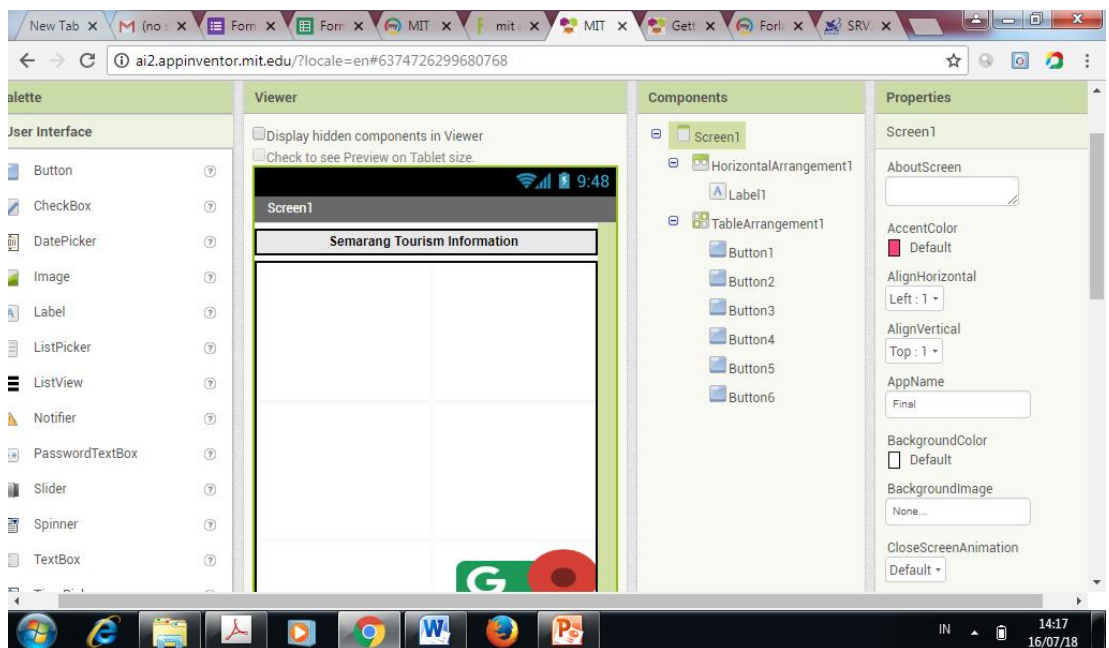 New Tab M (no s Form Form MIT mit a MIT Gett Forla SRV
ai2.appinventor.mit.edu/?locale=en#6374726299680768
alette
User Interface
Button
CheckBox
DatePicker
Image
Label
ListPicker
ListView
Notifier
PasswordTextBox
Slider
Spinner
TextBox
Viewer
Display hidden components in Viewer
Check to see Preview on Tablet size.
9:48
Screen1
Semarang Tourism Information
G
Components
Screen1
HorizontalArrangement1
A Label1
TableArrangement1
Button1
Button2
Button3
Button4
Button5
Button6
Properties
Screen1
AboutScreen
AccentColor
Default
AlignHorizontal
Left : 1
AlignVertical
Top : 1
AppName
Final
BackgroundColor
Default
BackgroundImage
None...
CloseScreenAnimation
Default
IN
14:17
16/07/18